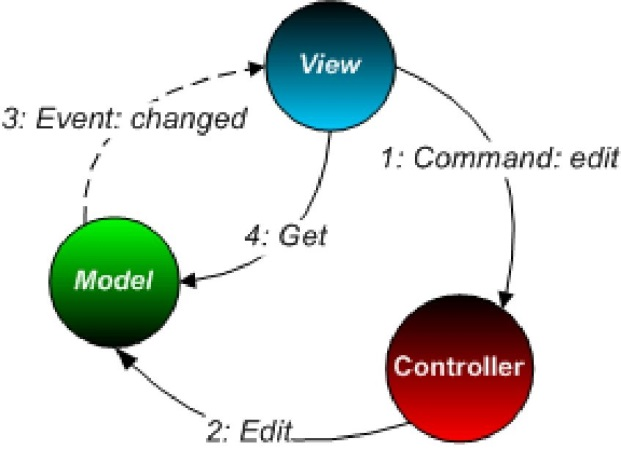 View
3: Event: changed
1: Command: edit
4: Get
Model
Controller
2: Edit